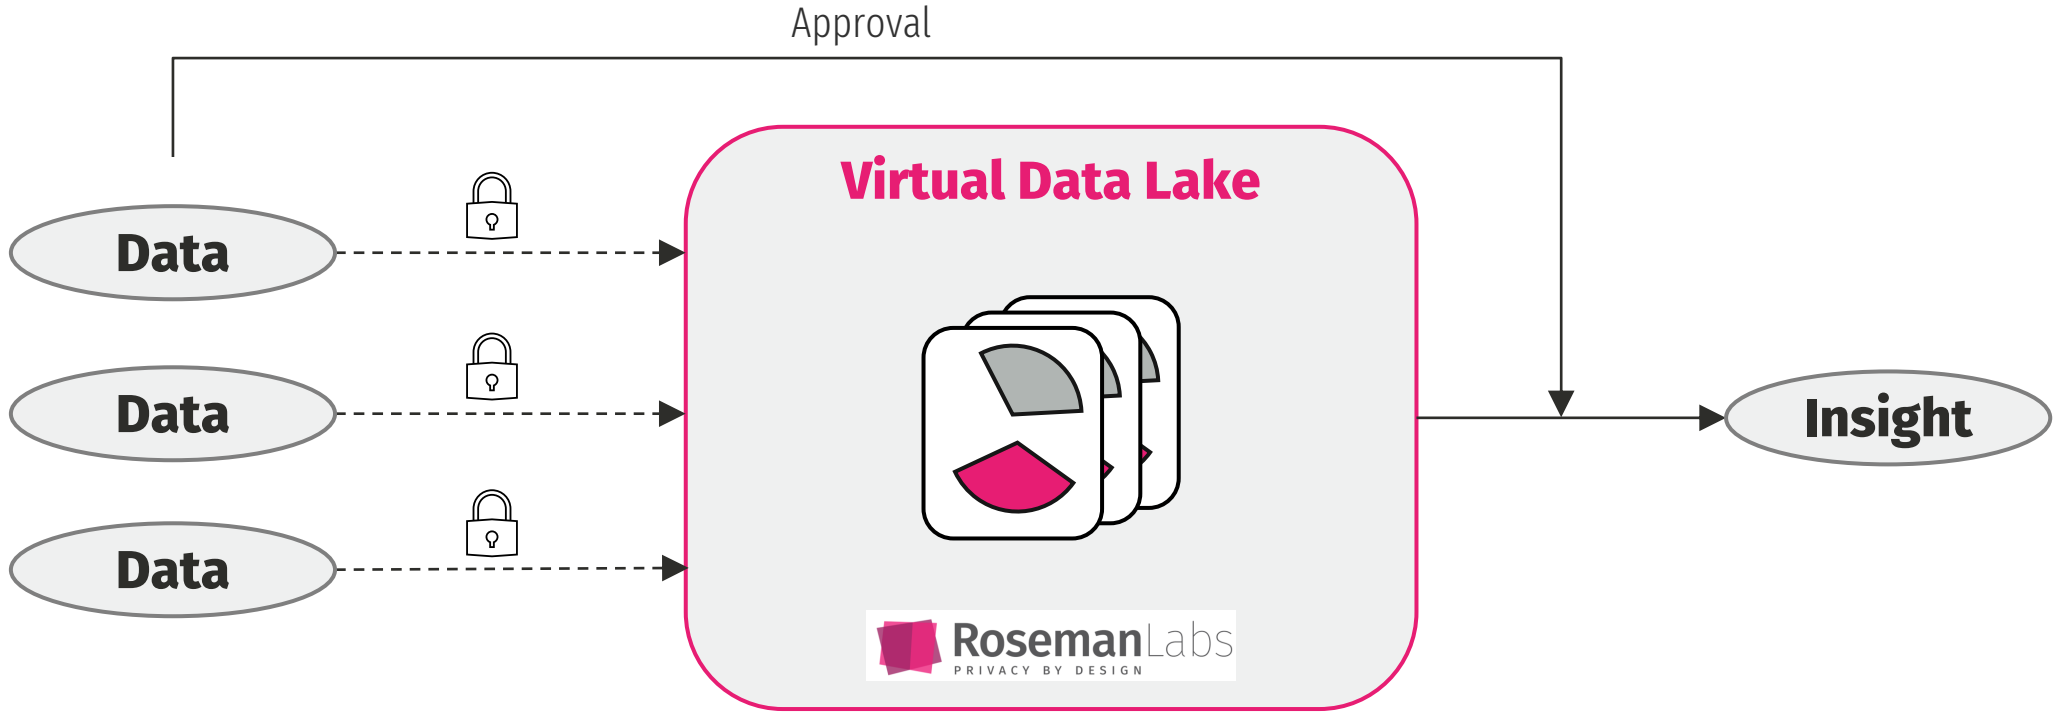 Approval
Virtual Data Lake
Data
Data
Data
Insight
RosemanLabs
PRIVACY BY DESIGN